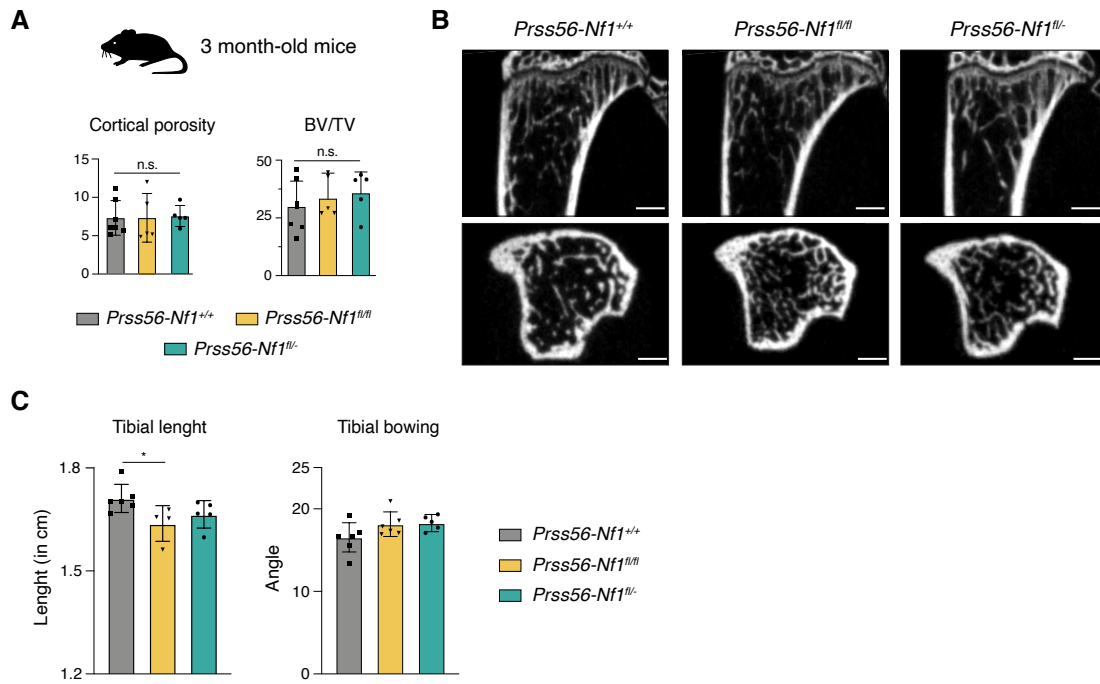 A
3 month-old mice
Cortical porosity
n.s.
15
10
5
0
BV/TV
n.s.
50
25
0
Prss56-Nf1+/+
Prss56-Nf1fl/fl
Prss56-Nf1fl/-
B
Prss56-Nf1+/+
Prss56-Nf1fl/fl
Prss56-Nf1fl/-
C
Tibial lenght
*
1.8
1.5
1.2
Lenght (in cm)
Tibial bowing
25
20
15
0
Angle
Prss56-Nf1+/+
Prss56-Nf1fl/fl
Prss56-Nf1fl/-